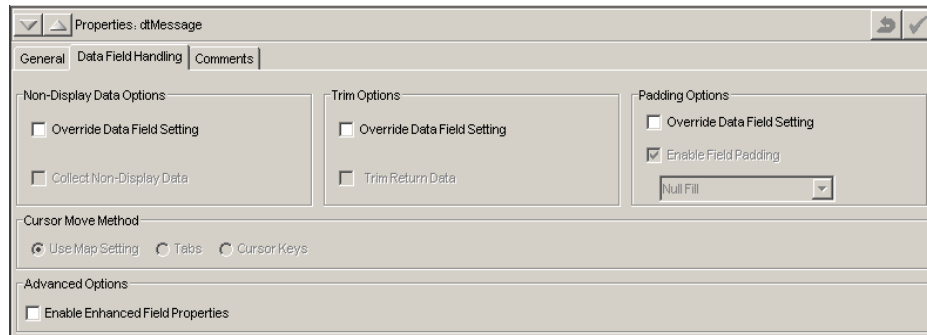 Properties: dtMessage
General Data Field Handling Comments
Non-Display Data Options Trim Options Padding Options
Override Data Field Setting Override Data Field Setting Override Data Field Setting
Enable Field Padding
Collect Non-Display Data Trim Return Data Null Fill
Cursor Move Method
Use Map Setting Tabs Cursor Keys
Advanced Options
Enable Enhanced Field Properties